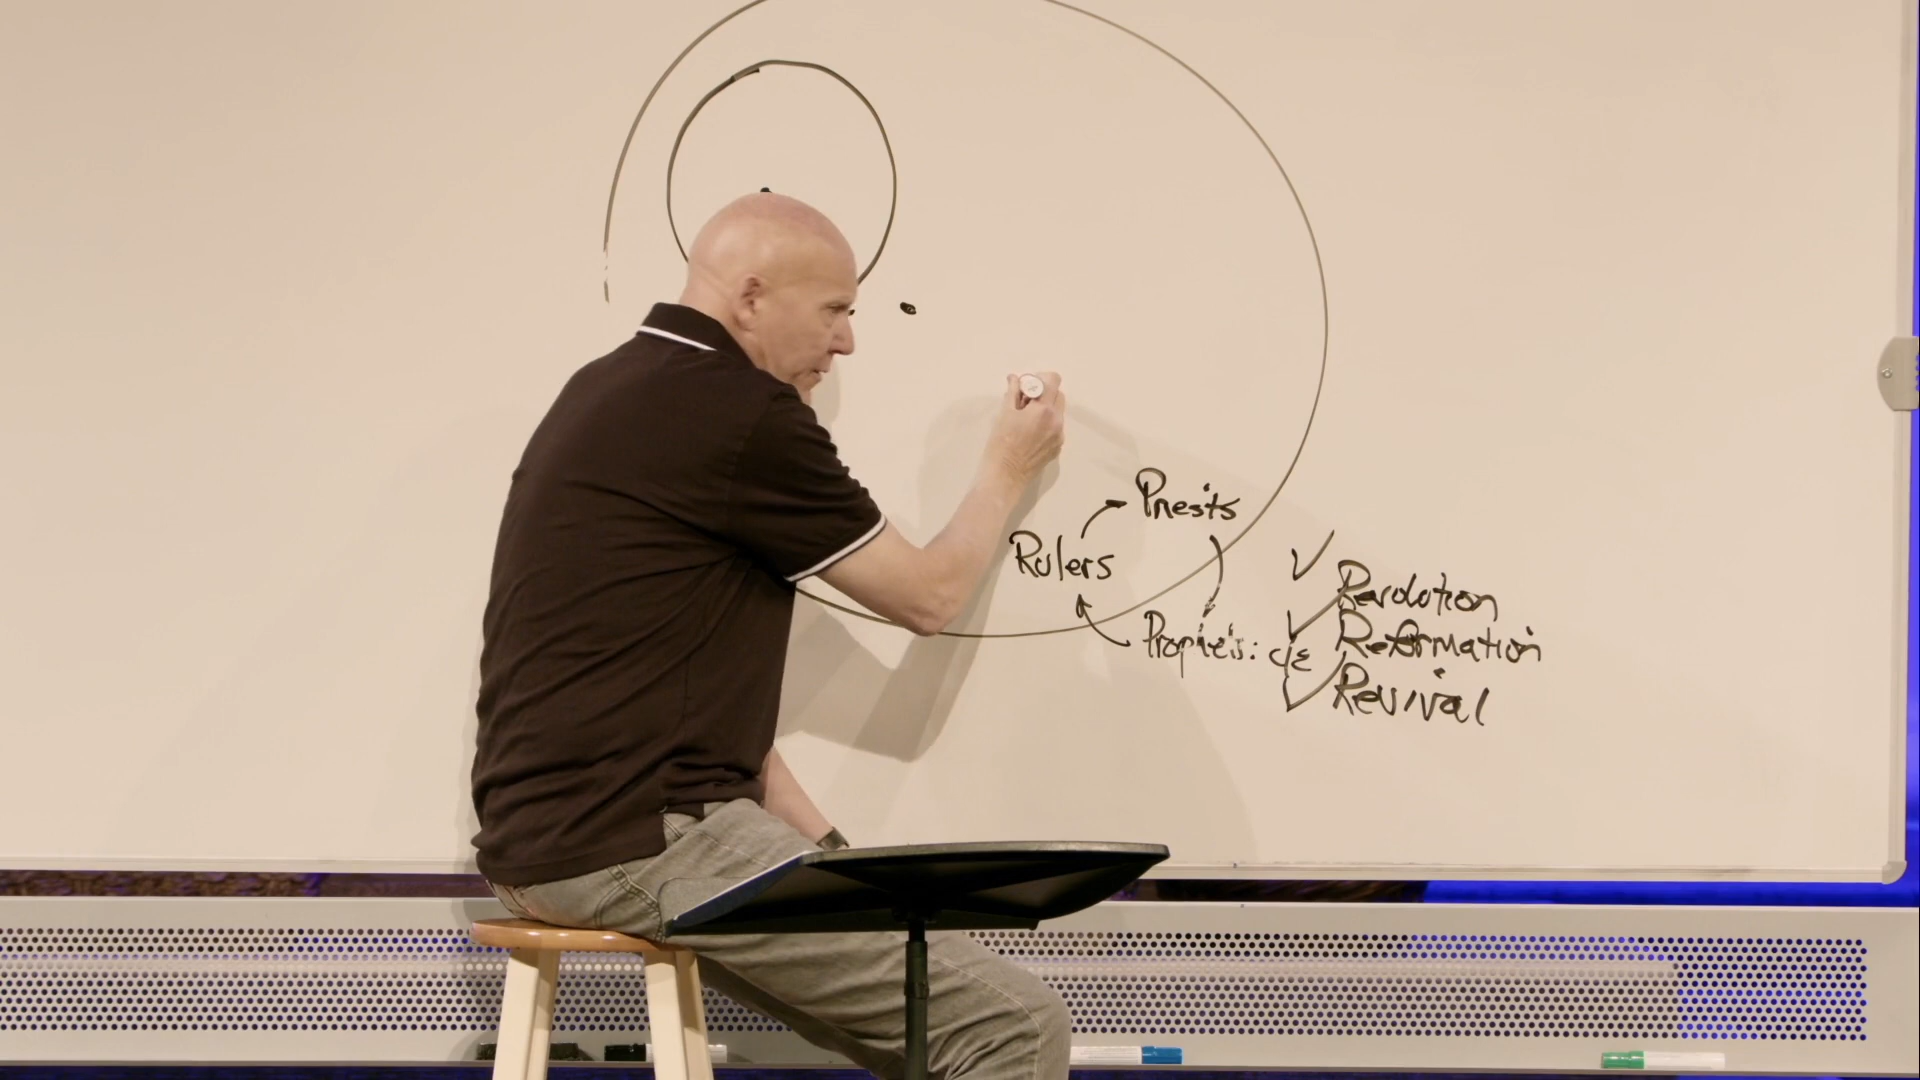 Priests
Rulers
Revolution
Prophets: c/e Reformation
Revival